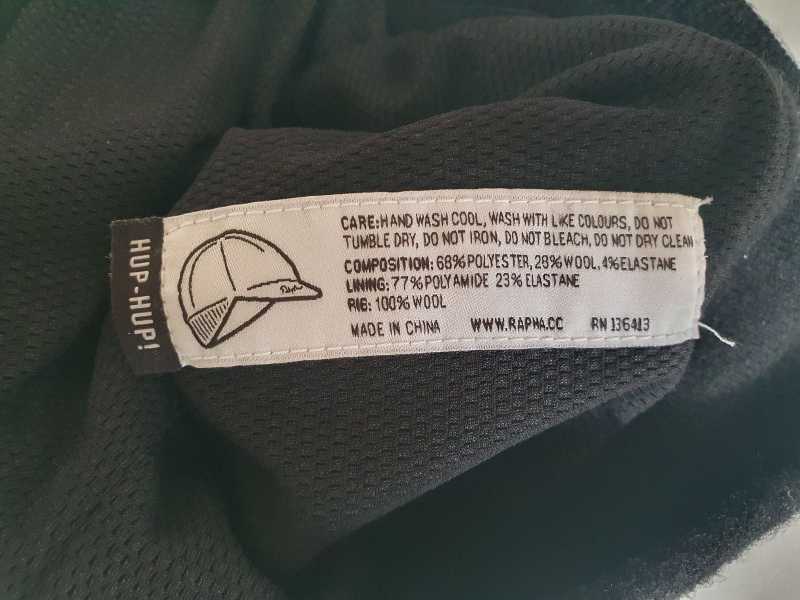 HUP-HUP!
CARE: HAND WASH COOL, WASH WITH LIKE COLOURS, DO NOT
TUMBLE DRY, DO NOT IRON, DO NOT BLEACH, DO NOT DRY CLEAN
COMPOSITION: 68% POLYESTER, 28% WOOL, 4% ELASTANE
LINING: 77% POLYAMIDE 23% ELASTANE
RIB: 100% WOOL
MADE IN CHINA WWW.RAPHA.CC RN 136413
Rapha